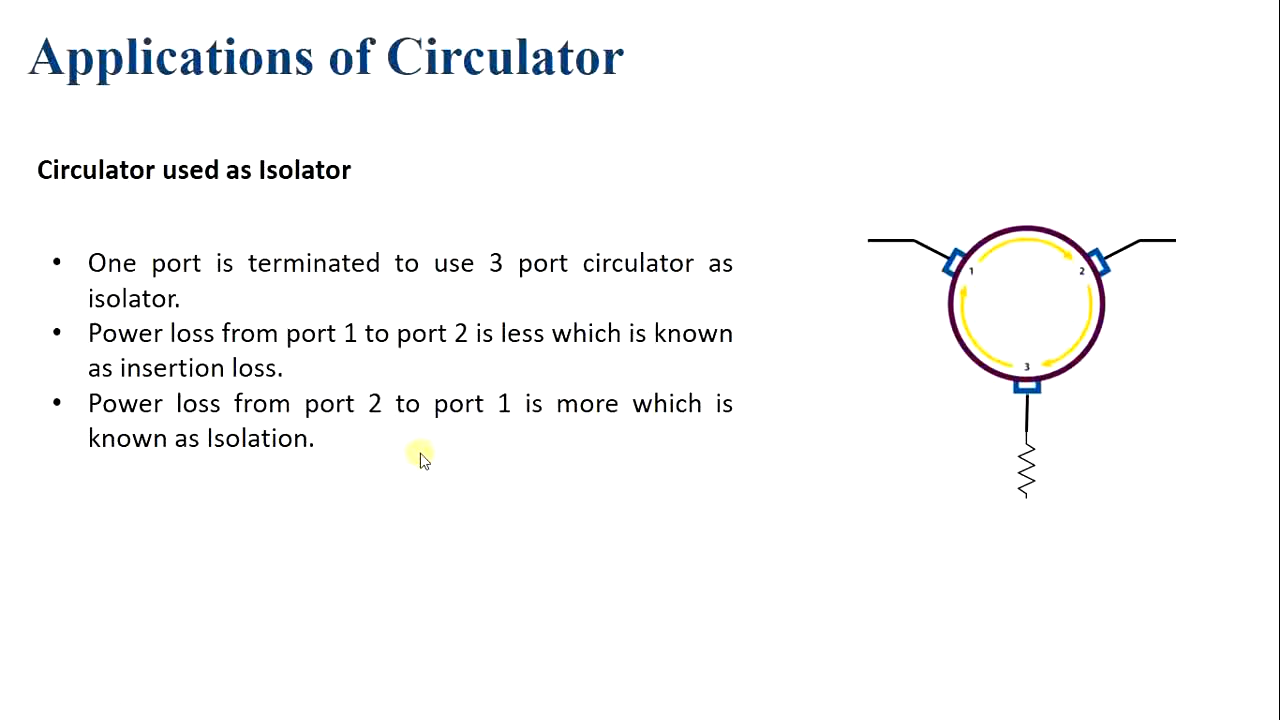 Applications of Circulator
Circulator used as Isolator
• One port is terminated to use 3 port circulator as
isolator.
• Power loss from port 1 to port 2 is less which is known
as insertion loss.
• Power loss from port 2 to port 1 is more which is
known as Isolation.
1
2
3